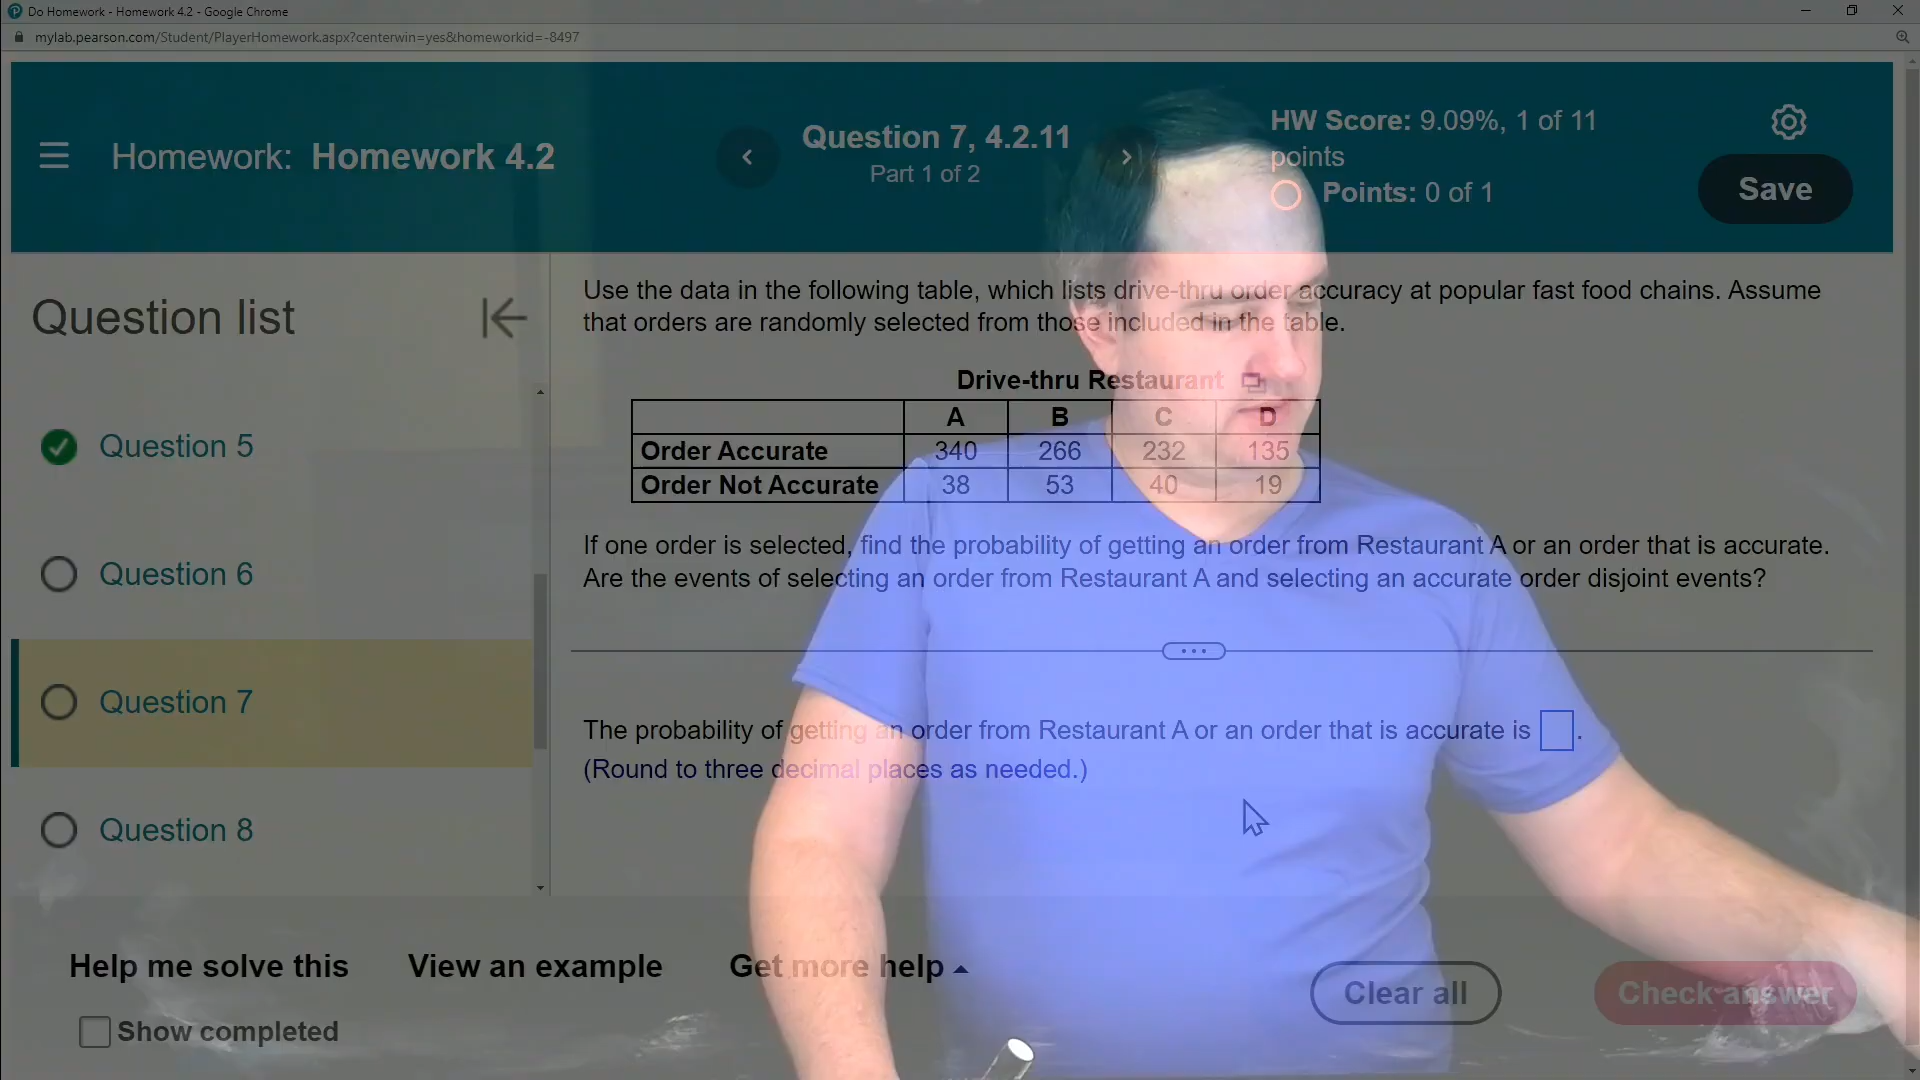 Do Homework - Homework 4.2 - Google Chrome
mylab.pearson.com/Student/PlayerHomework.aspx?centerwin=yes&homeworkid=-8497
Homework: Homework 4.2
Question 7, 4.2.11
Part 1 of 2
HW Score: 9.09%, 1 of 11
points
Points: 0 of 1
Save
Question list
Question 5
Question 6
Question 7
Question 8
Use the data in the following table, which lists drive-thru order accuracy at popular fast food chains. Assume
that orders are randomly selected from those included in the table.
Drive-thru Restaurant
A B C D
Order Accurate 340 266 232 135
Order Not Accurate 38 53 40 19
If one order is selected, find the probability of getting an order from Restaurant A or an order that is accurate.
Are the events of selecting an order from Restaurant A and selecting an accurate order disjoint events?
The probability of getting an order from Restaurant A or an order that is accurate is .
(Round to three decimal places as needed.)
Help me solve this
View an example
Get more help
Clear all
Check answer
Show completed